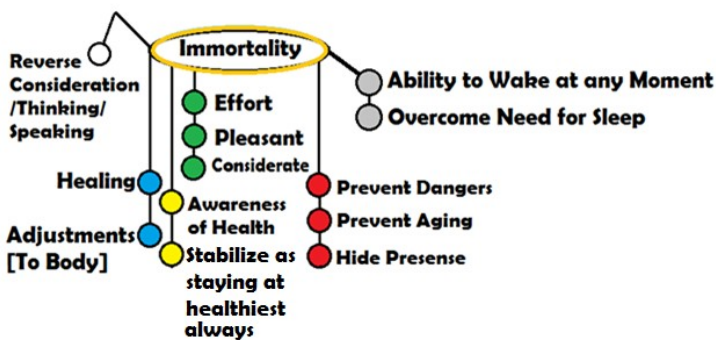 Immortality
Reverse
Consideration
/Thinking/
Speaking
Healing
Adjustments
[To Body]
Awareness
of Health
Stabilize as
staying at
healthiest
always
Effort
Pleasant
Considerate
Prevent Dangers
Prevent Aging
Hide Presense
Ability to Wake at any Moment
Overcome Need for Sleep